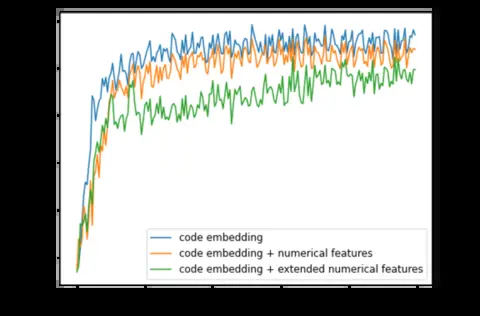 code embedding
code embedding + numerical features
code embedding + extended numerical features